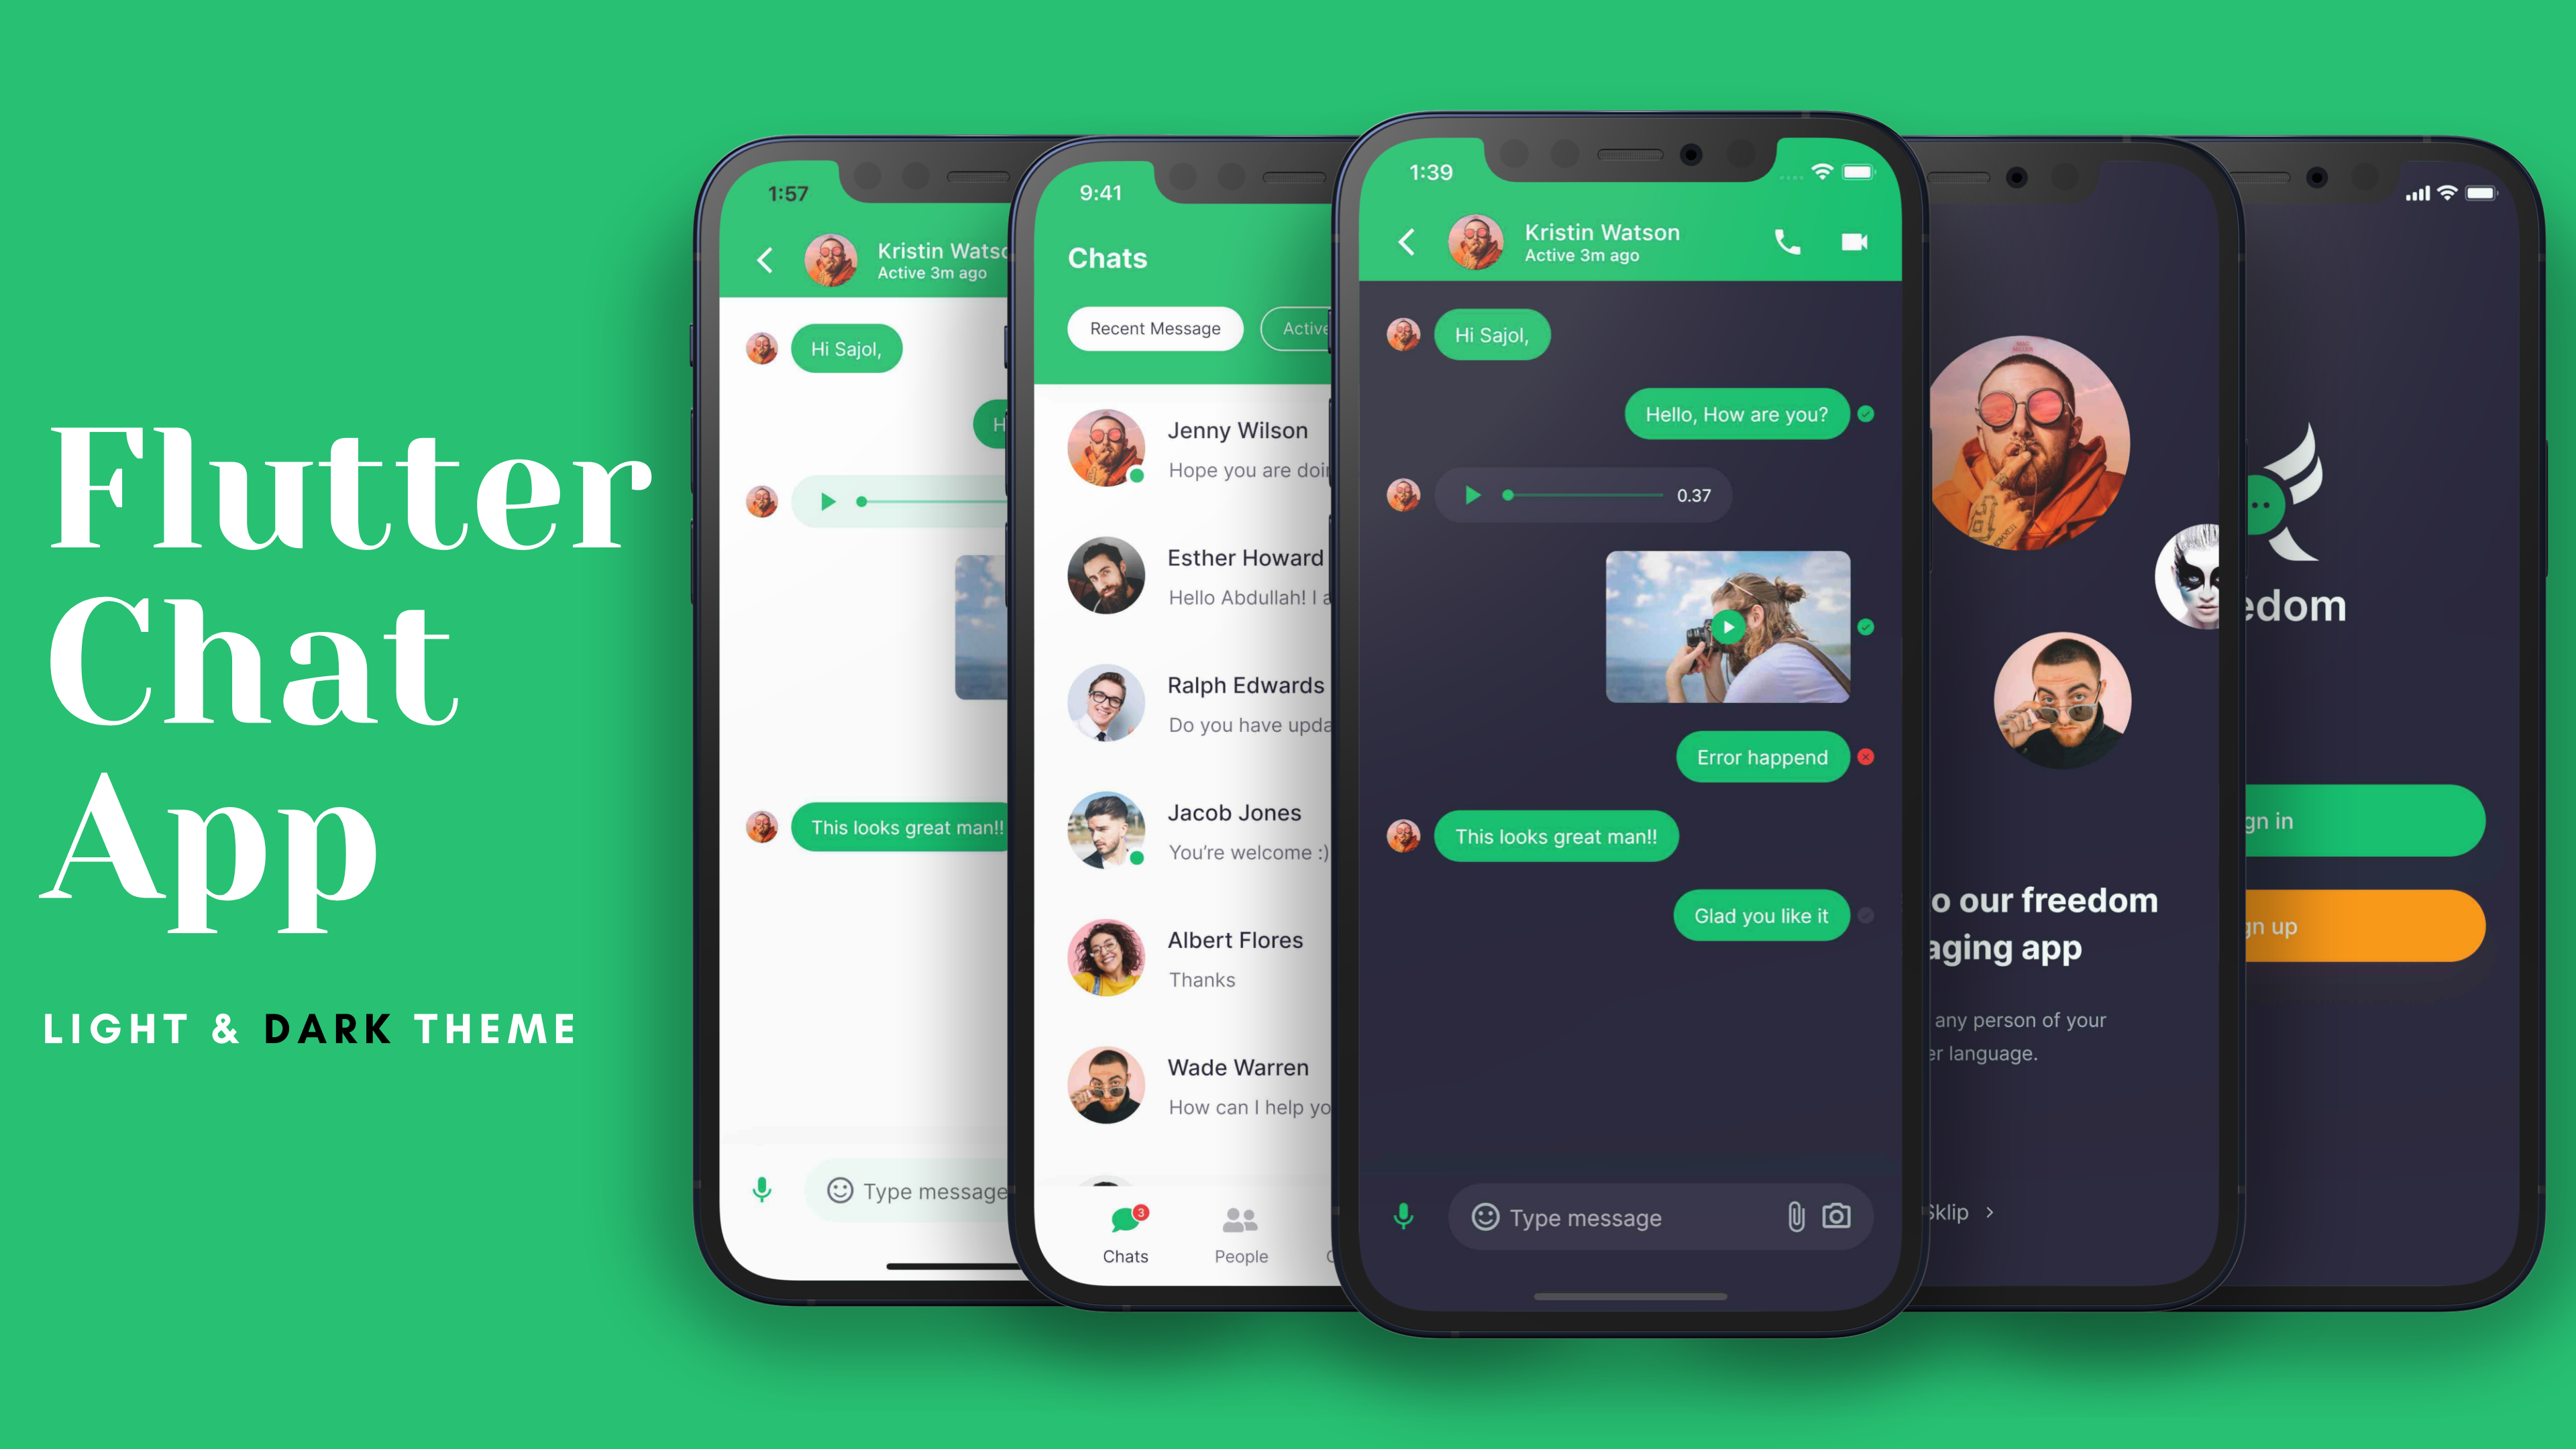 Flutter
Chat
App
LIGHT & DARK THEME
1:57
Kristin Watso
Active 3m ago
Hi Sajol,
H
This looks great man!!
Type message
9:41
Chats
Recent Message
Active
Jenny Wilson
Hope you are doin
Esther Howard
Hello Abdullah! I a
Ralph Edwards
Do you have upda
Jacob Jones
You're welcome :)
Albert Flores
Thanks
Wade Warren
How can I help yo
3
Chats
People
1:39
Kristin Watson
Active 3m ago
Hi Sajol,
Hello, How are you?
0.37
Error happend
This looks great man!!
Glad you like it
Type message
o our freedom
aging app
any person of your
er language.
Skip
edom
gn in
gn up